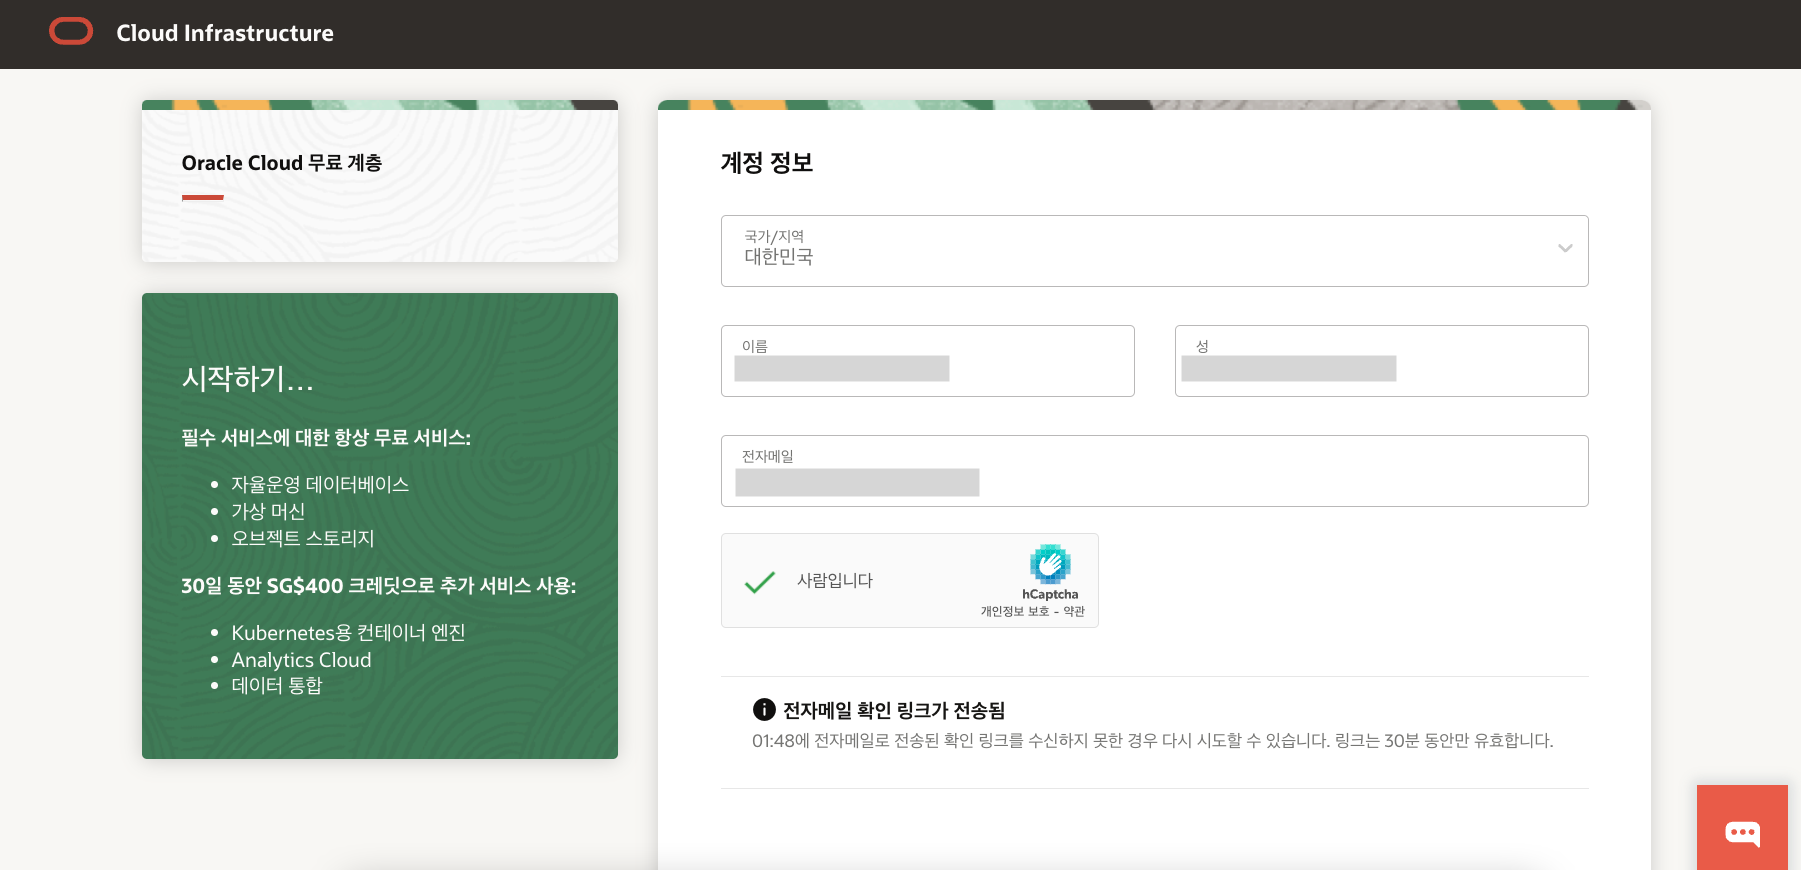 Cloud Infrastructure
Oracle Cloud 무료 계층
시작하기...
필수 서비스에 대한 항상 무료 서비스:
자율운영 데이터베이스
가상 머신
오브젝트 스토리지
30일 동안 SG$400 크레딧으로 추가 서비스 사용:
Kubernetes용 컨테이너 엔진
Analytics Cloud
데이터 통합
계정 정보
국가/지역
대한민국
이름
성
전자메일
사람입니다
hCaptcha
개인정보 보호 - 약관
전자메일 확인 링크가 전송됨
01:48에 전자메일로 전송된 확인 링크를 수신하지 못한 경우 다시 시도할 수 있습니다. 링크는 30분 동안만 유효합니다.